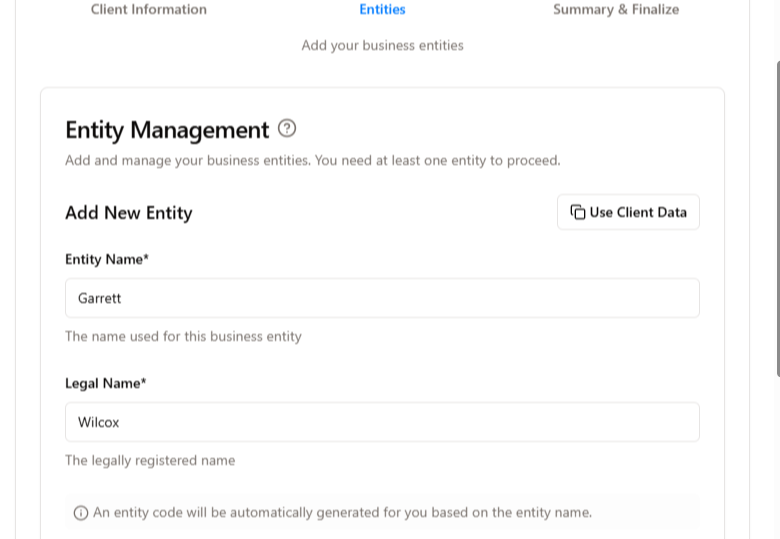 Client Information
Entities
Summary & Finalize
Add your business entities
Entity Management
Add and manage your business entities. You need at least one entity to proceed.
Add New Entity
Use Client Data
Entity Name*
Garrett
The name used for this business entity
Legal Name*
Wilcox
The legally registered name
An entity code will be automatically generated for you based on the entity name.